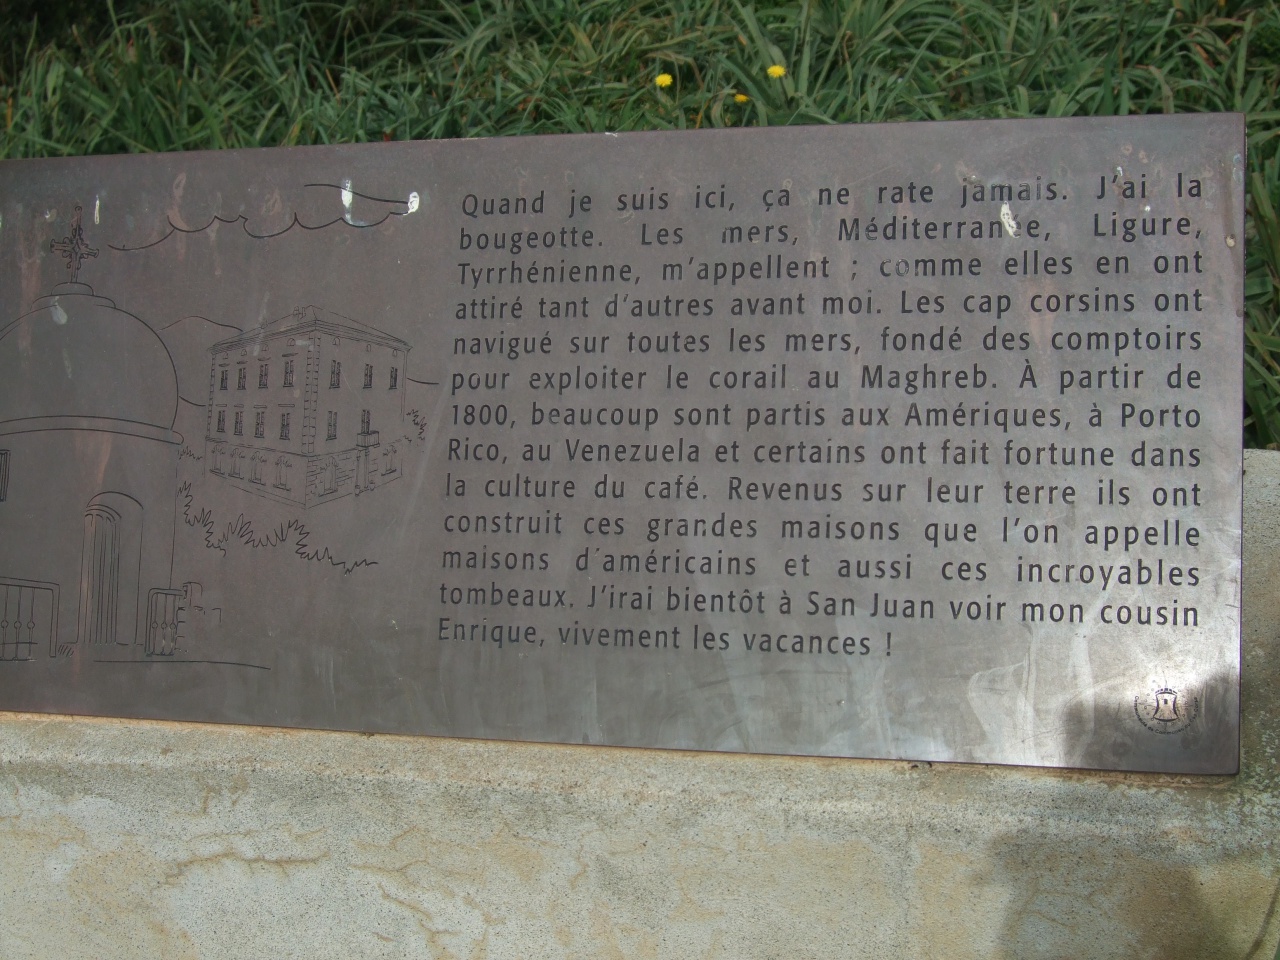 Quand je suis ici, ça ne rate jamais. J'ai la
bougeotte. Les mers, Méditerranée, Ligure,
Tyrrhénienne, m'appellent ; comme elles en ont
attiré tant d'autres avant moi. Les cap corsins ont
navigué sur toutes les mers, fondé des comptoirs
pour exploiter le corail au Maghreb. À partir de
1800, beaucoup sont partis aux Amériques, à Porto
Rico, au Venezuela et certains ont fait fortune dans
la culture du café. Revenus sur leur terre ils ont
construit ces grandes maisons que l'on appelle
maisons d´américains et aussi ces incroyables
tombeaux. J'irai bientôt à San Juan voir mon cousin
Enrique, vivement les vacances !